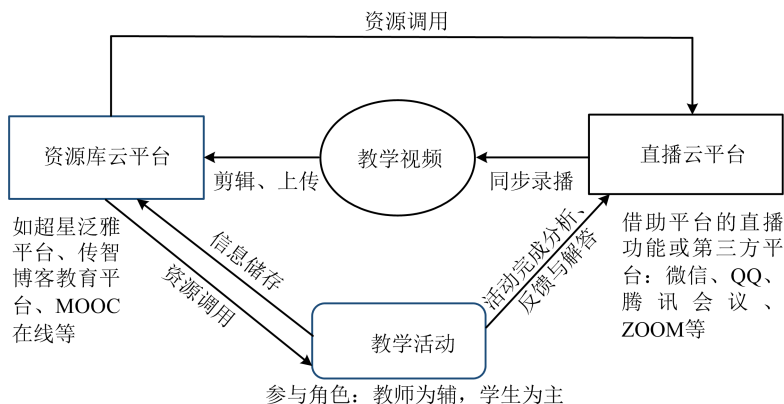 资源调用
资源库云平台
教学视频
直播云平台
剪辑、上传
同步录播
如超星泛雅
平台、传智
博客教育平
台、MOOC
在线等
信息储存
资源调用
活动完成分析、
反馈与解答
借助平台的直播
功能或第三方平
台：微信、QQ、
腾讯会议、
ZOOM等
教学活动
参与角色：教师为辅，学生为主